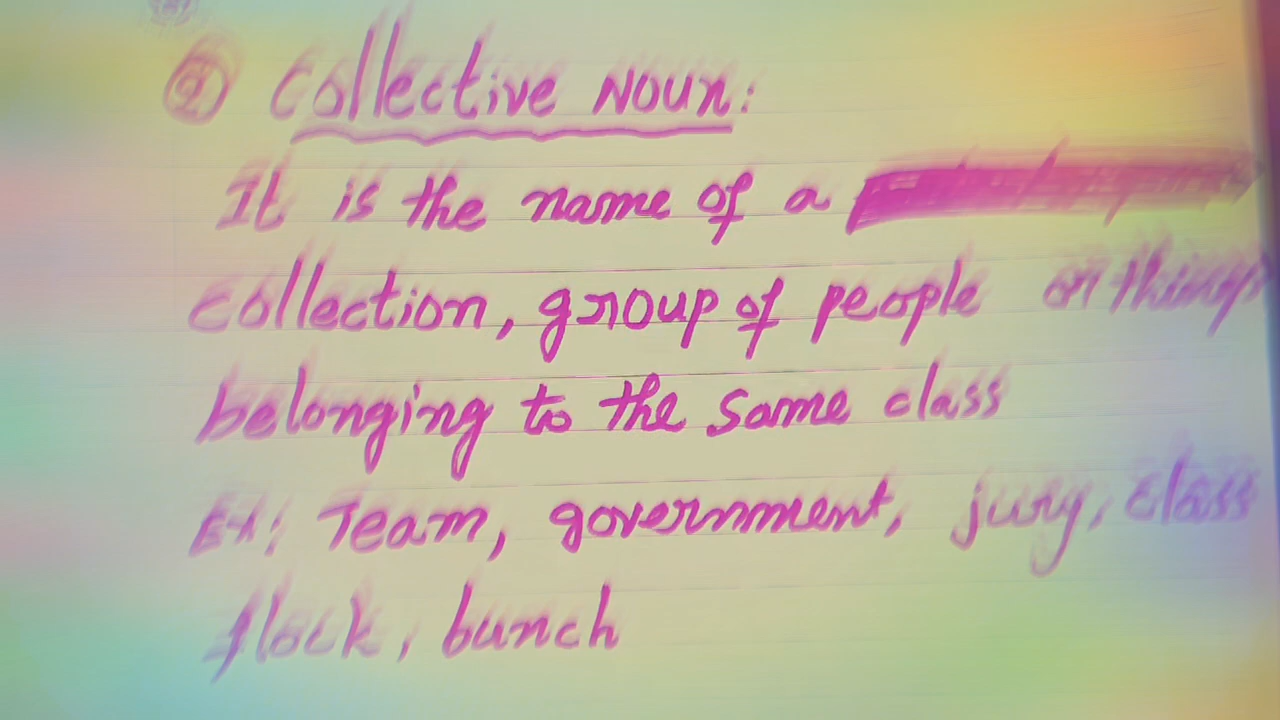 Collective Noun:
It is the name of a
collection, group of people or things
belonging to the same class
Ex: Team, government, jury, class
flock, bunch